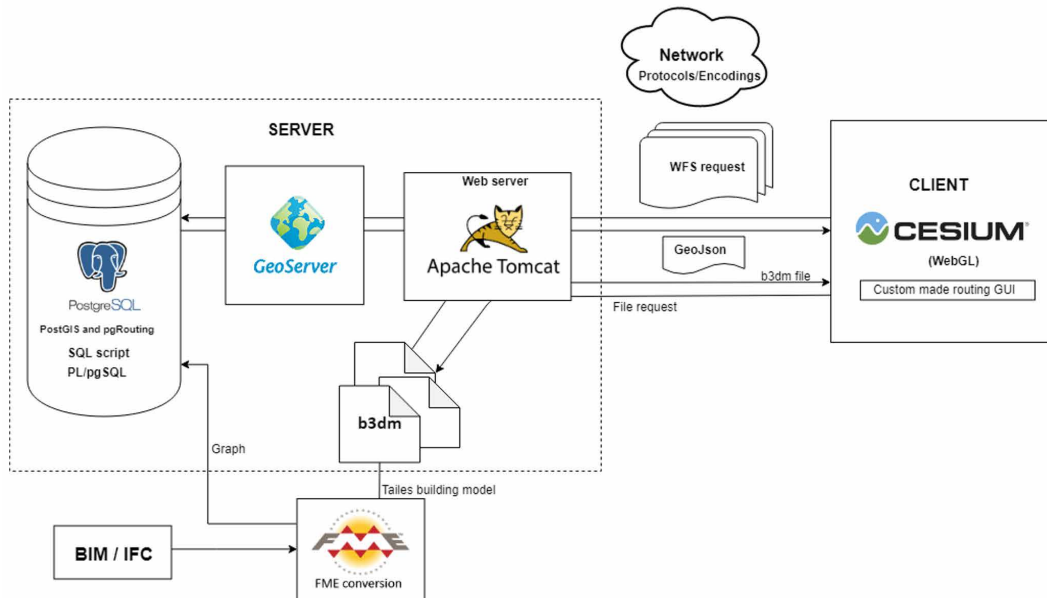 Network
Protocols/Encodings
SERVER
PostgreSQL
PostGIS and pgRouting
SQL script
PL/pgSQL
GeoServer
Web server
Apache Tomcat
WFS request
GeoJson
b3dm file
File request
CLIENT
CESIUM®
(WebGL)
Custom made routing GUI
b3dm
Graph
Tailes building model
BIM / IFC
FME
FME conversion